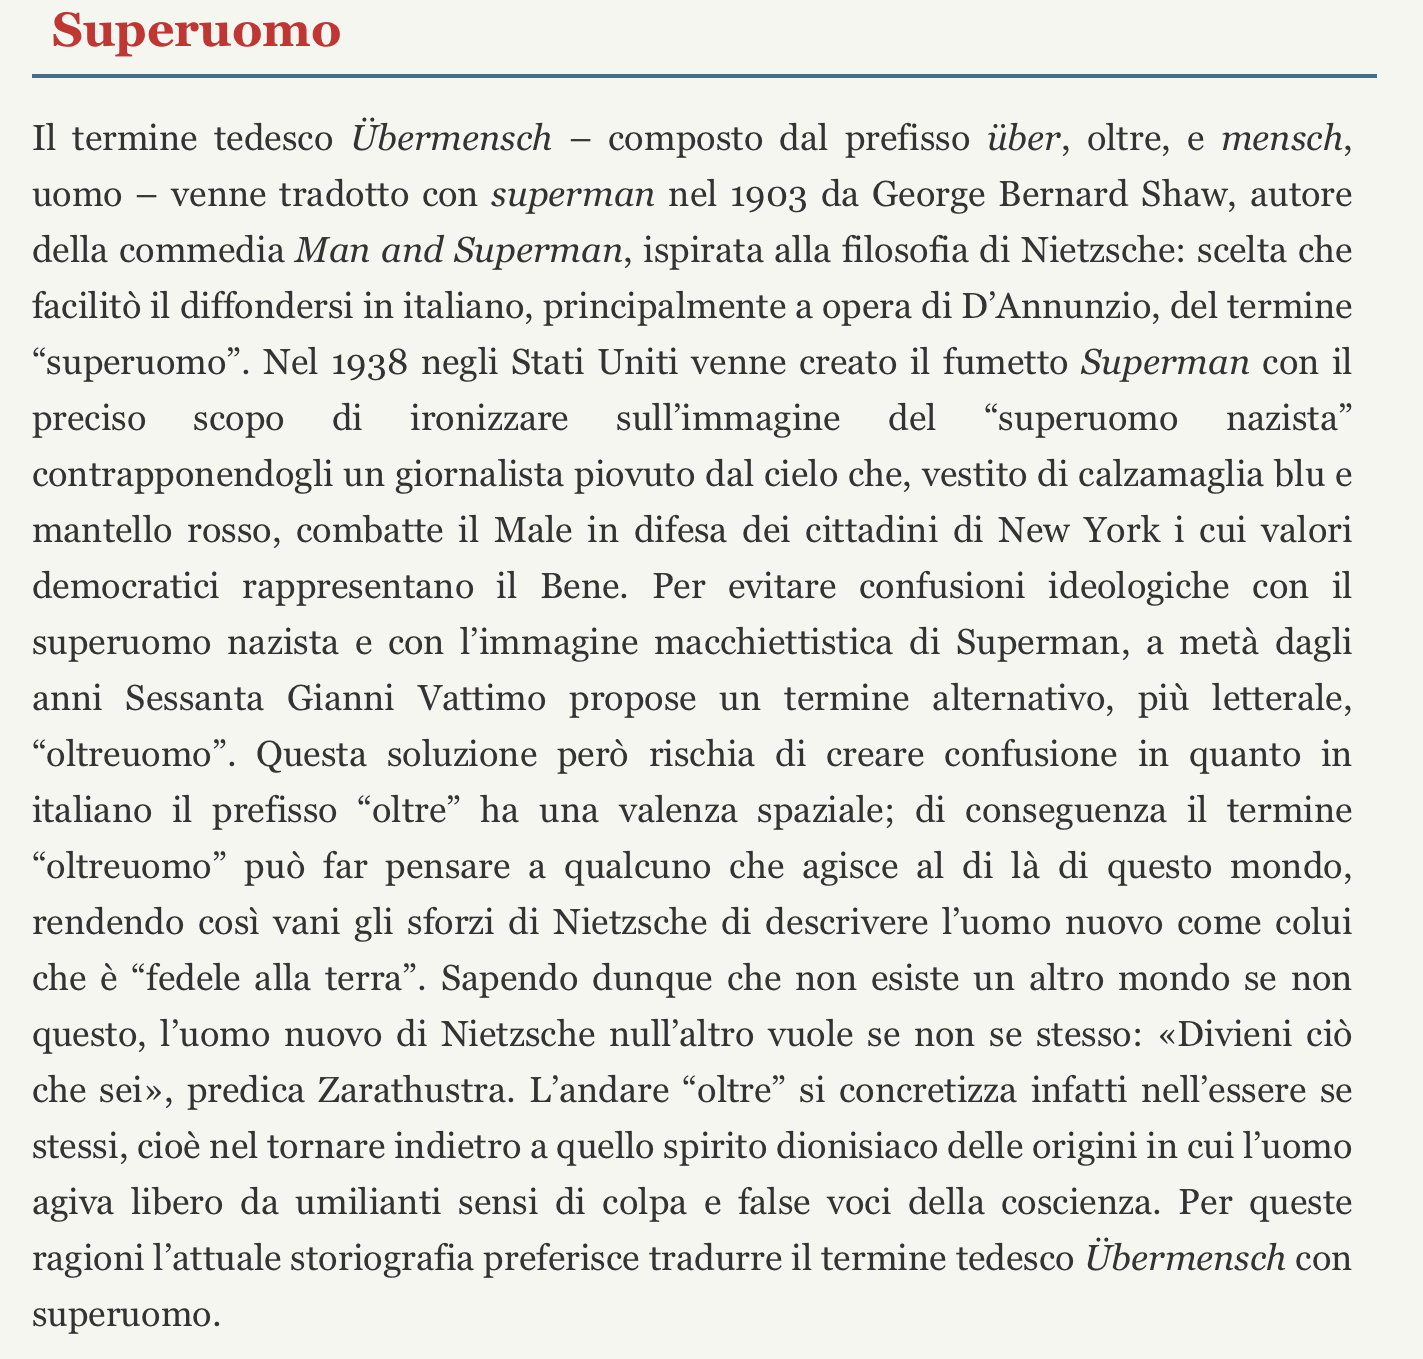 Superuomo
Il termine tedesco Übermensch – composto dal prefisso über, oltre, e mensch,
uomo – venne tradotto con superman nel 1903 da George Bernard Shaw, autore
della commedia Man and Superman, ispirata alla filosofia di Nietzsche: scelta che
facilitò il diffondersi in italiano, principalmente a opera di D’Annunzio, del termine
“superuomo”. Nel 1938 negli Stati Uniti venne creato il fumetto Superman con il
preciso scopo di ironizzare sull’immagine del “superuomo nazista”
contrapponendogli un giornalista piovuto dal cielo che, vestito di calzamaglia blu e
mantello rosso, combatte il Male in difesa dei cittadini di New York i cui valori
democratici rappresentano il Bene. Per evitare confusioni ideologiche con il
superuomo nazista e con l’immagine macchiettistica di Superman, a metà dagli
anni Sessanta Gianni Vattimo propose un termine alternativo, più letterale,
“oltreuomo”. Questa soluzione però rischia di creare confusione in quanto in
italiano il prefisso “oltre” ha una valenza spaziale; di conseguenza il termine
“oltreuomo” può far pensare a qualcuno che agisce al di là di questo mondo,
rendendo così vani gli sforzi di Nietzsche di descrivere l’uomo nuovo come colui
che è “fedele alla terra”. Sapendo dunque che non esiste un altro mondo se non
questo, l’uomo nuovo di Nietzsche null’altro vuole se non se stesso: «Divieni ciò
che sei», predica Zarathustra. L’andare “oltre” si concretizza infatti nell’essere se
stessi, cioè nel tornare indietro a quello spirito dionisiaco delle origini in cui l’uomo
agiva libero da umilianti sensi di colpa e false voci della coscienza. Per queste
ragioni l’attuale storiografia preferisce tradurre il termine tedesco Übermensch con
superuomo.